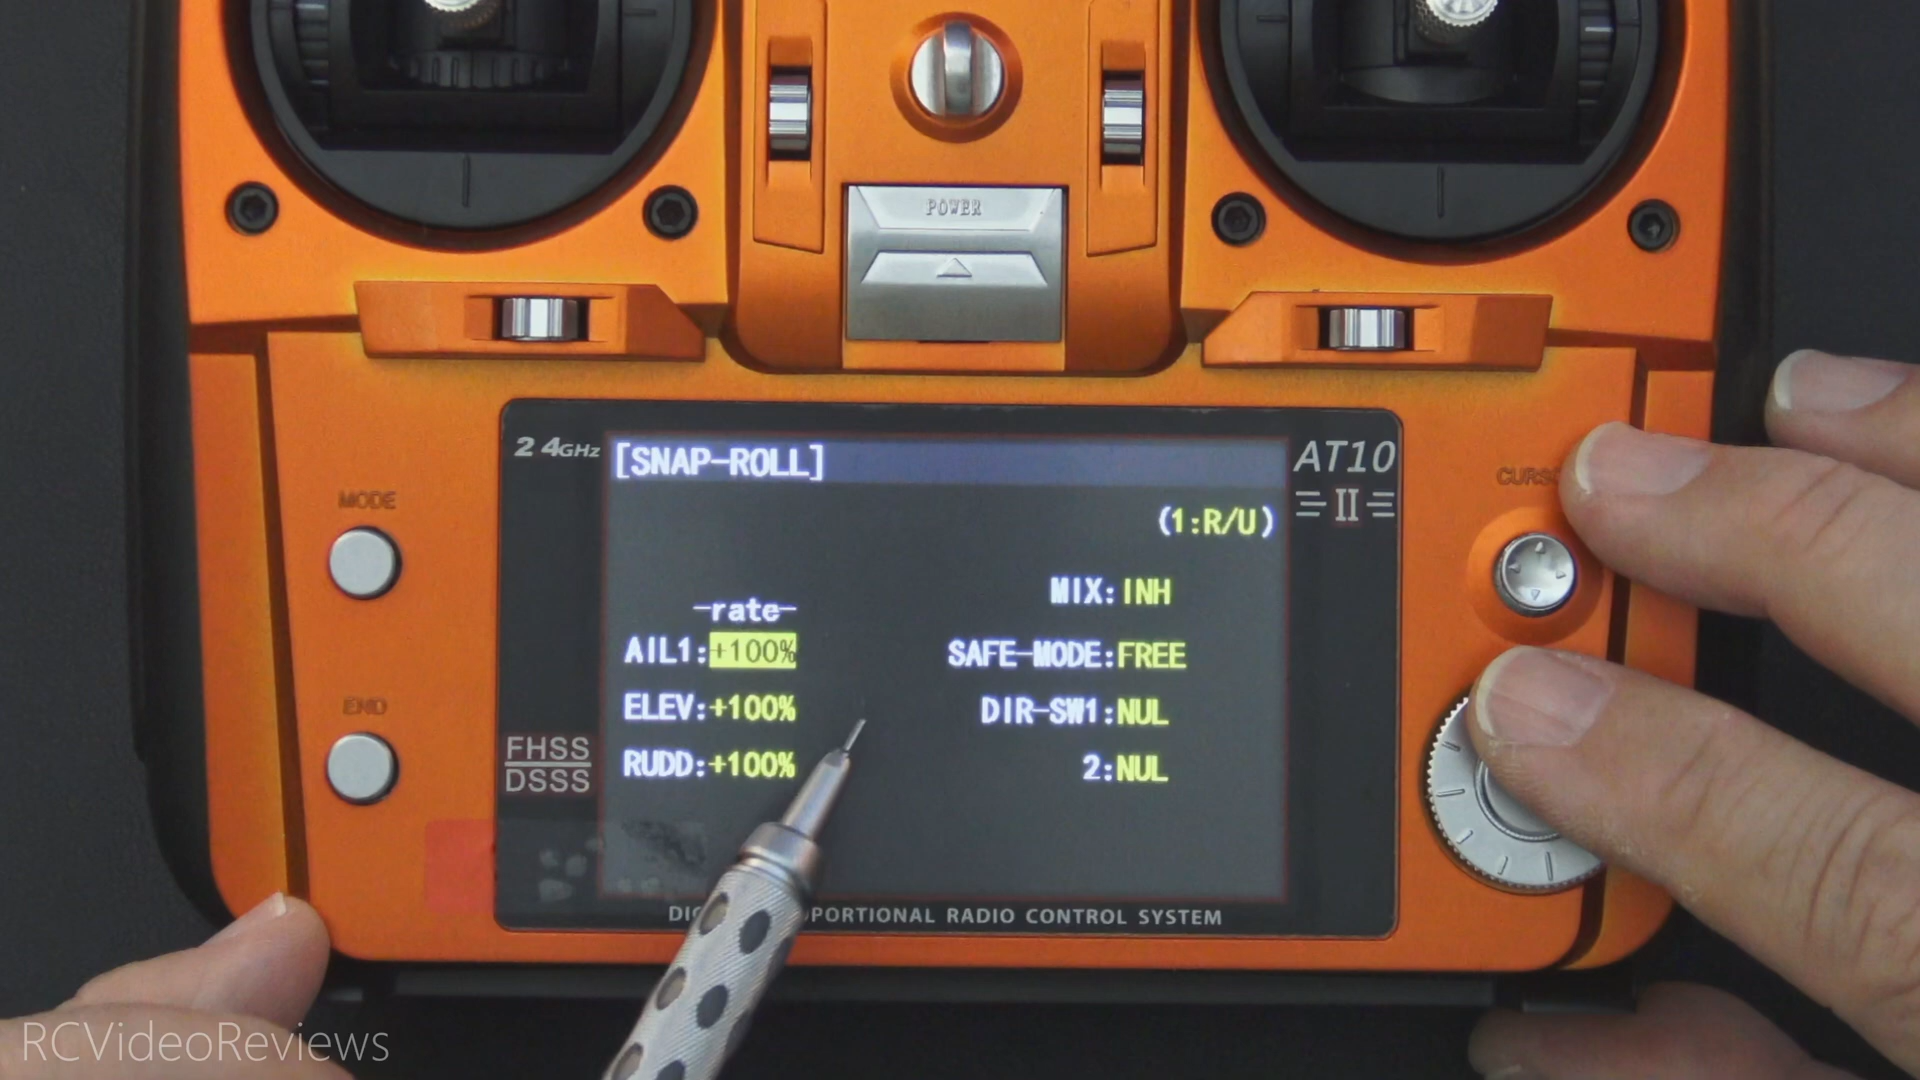 POWER
2 4GHz
[SNAP-ROLL]
AT10
II
(1:R/U)
MODE
MIX:INH
-rate-
AIL1:+100%
SAFE-MODE:FREE
ELEV:+100%
DIR-SW1:NUL
END
RUDD:+100%
2:NUL
FHSS
DSSS
RADIO CONTROL SYSTEM
RCVideoReviews